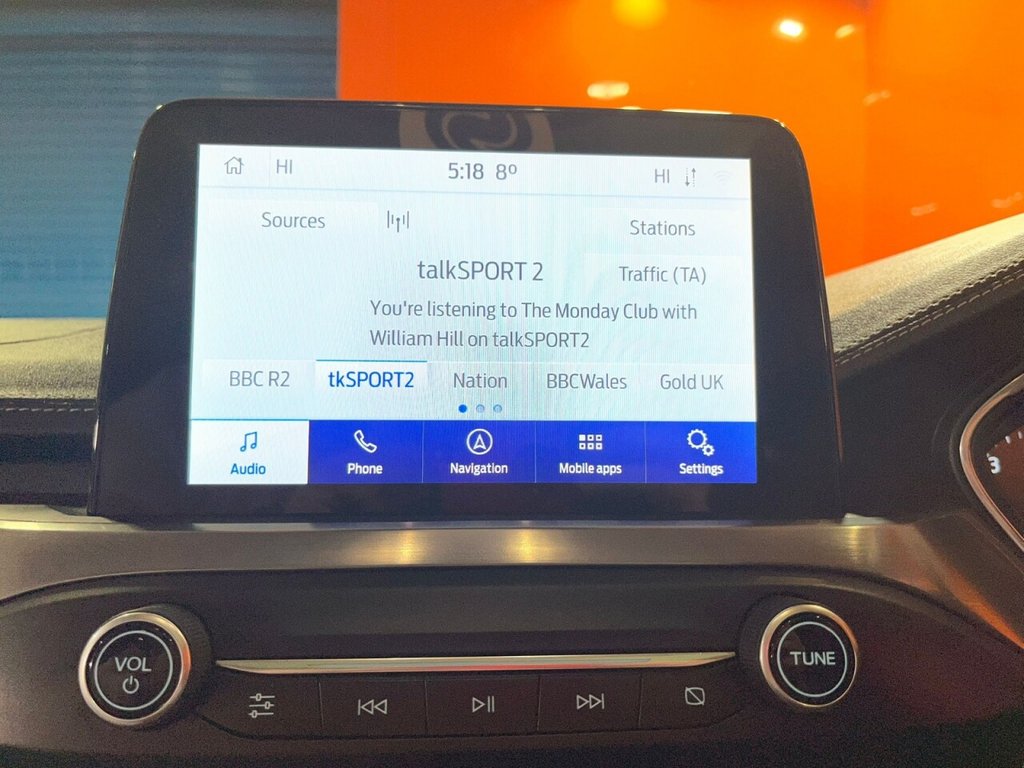 HI
5:18 8º
HI
Sources
Stations
talkSPORT 2
Traffic (TA)
You're listening to The Monday Club with
William Hill on talkSPORT2
BBC R2
tkSPORT2
Nation
BBCWales
Gold UK
Audio
Phone
Navigation
Mobile apps
Settings
VOL
TUNE
3